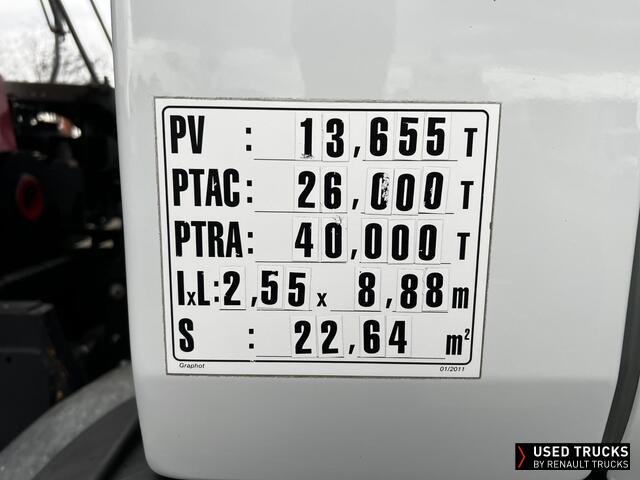 PV : 13,655 T
PTAC: 26,000 T
PTRA: 40,000 T
IxL: 2,55 x 8,88 m
S : 22,64 m²
Graphot 01/2011
USED TRUCKS
BY RENAULT TRUCKS